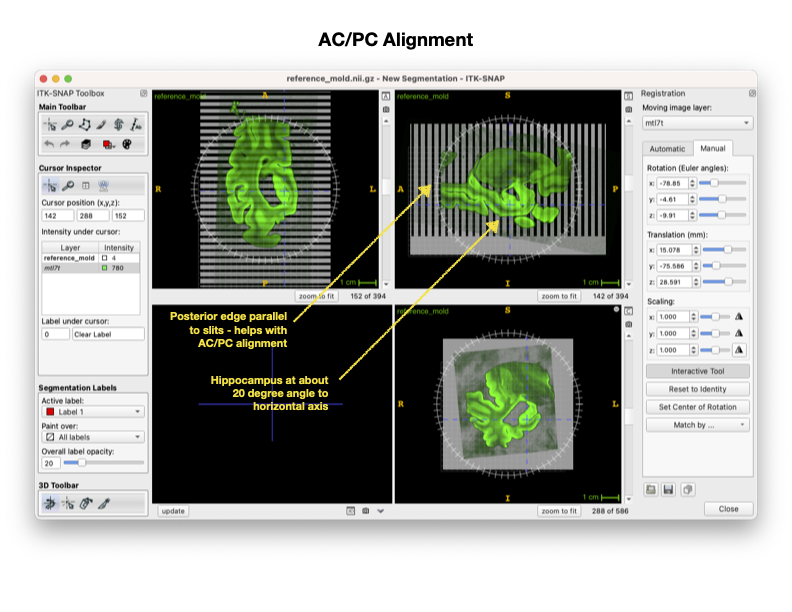 AC/PC Alignment
reference_mold.nii.gz - New Segmentation - ITK-SNAP
ITK-SNAP Toolbox
Main Toolbar
Cursor Inspector
Cursor position (x,y,z):
142 288 152
Intensity under cursor:
Layer Intensity
reference_mold 4
mtl7t 780
Label under cursor:
0 Clear Label
Segmentation Labels
Active label:
Label 1
Paint over:
All labels
Overall label opacity:
20
3D Toolbar
reference_mold
A
R
L
P
1 cm
zoom to fit 152 of 394
reference_mold
S
A
P
I
1 cm
zoom to fit 142 of 394
Posterior edge parallel
to slits - helps with
AC/PC alignment
Hippocampus at about
20 degree angle to
horizontal axis
update
reference_mold
S
R
L
I
1 cm
zoom to fit 288 of 586
Registration
Moving image layer:
mtl7t
Automatic Manual
Rotation (Euler angles):
x: -78.85
y: -4.61
z: -9.91
Translation (mm):
x: 15.078
y: -75.586
z: 28.591
Scaling:
x: 1.000
y: 1.000
z: 1.000
Interactive Tool
Reset to Identity
Set Center of Rotation
Match by ...
Close